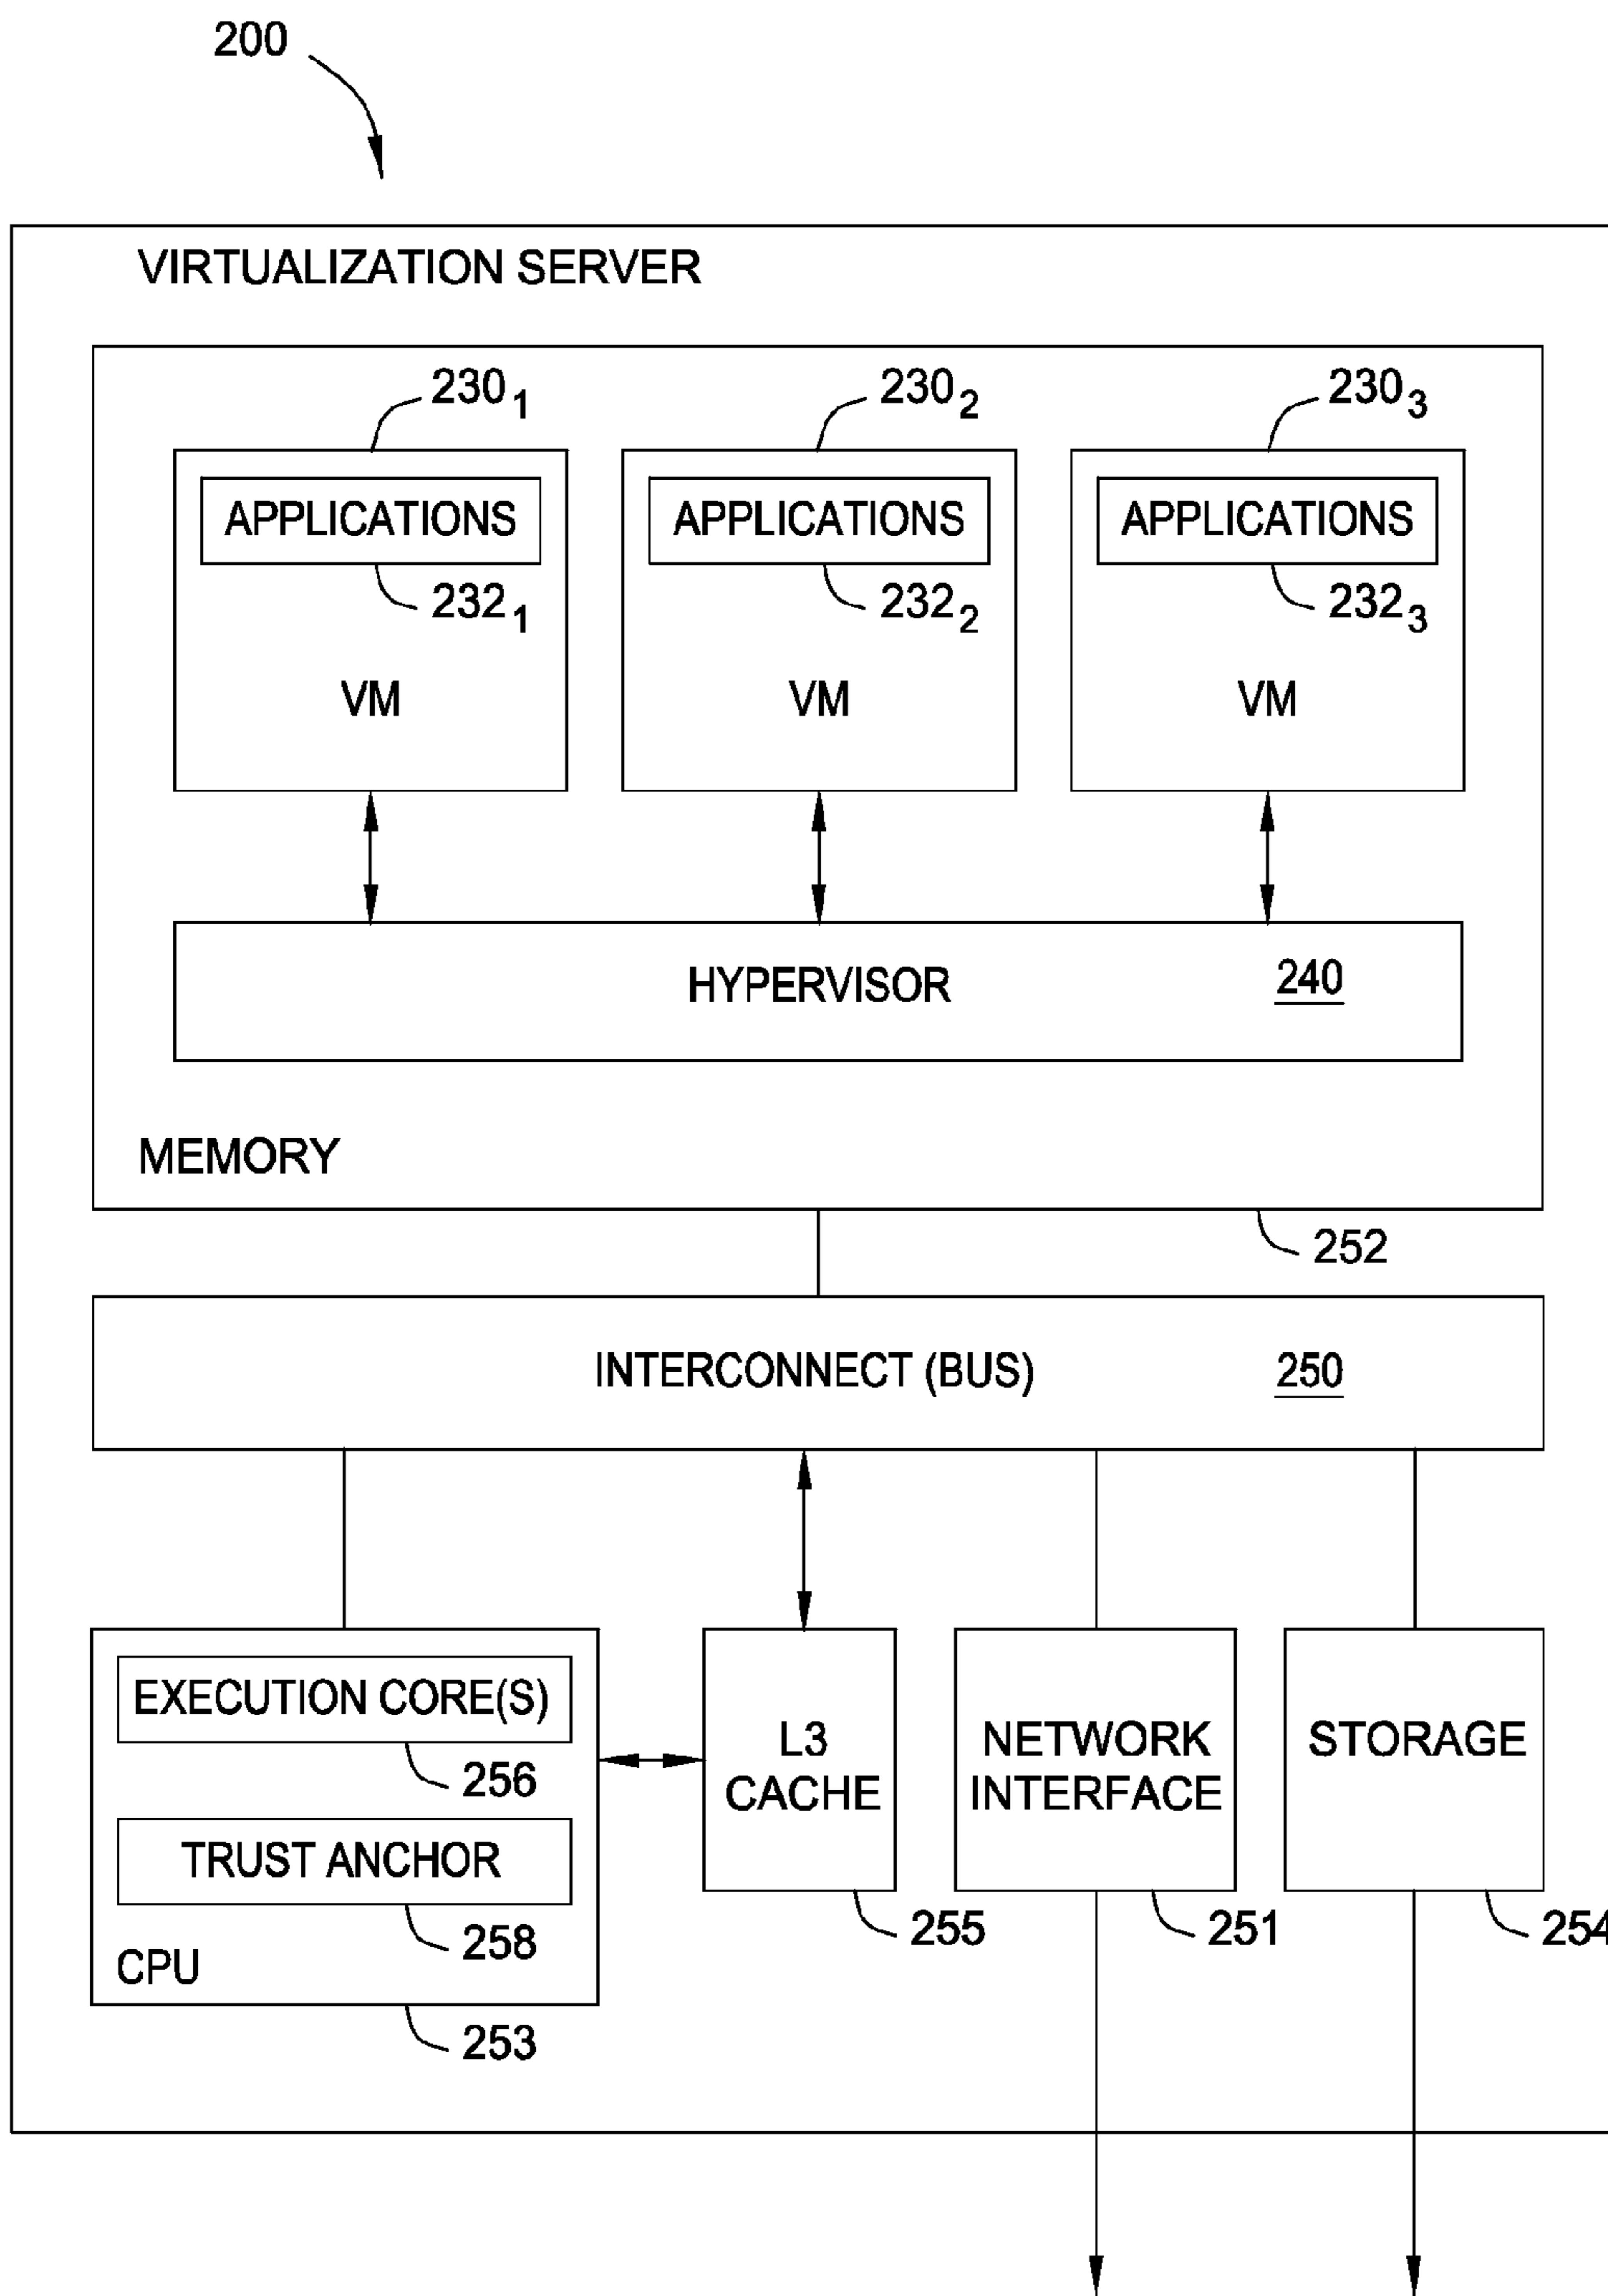 200
VIRTUALIZATION SERVER
230₁ 230₂ 230₃
APPLICATIONS APPLICATIONS APPLICATIONS
232₁ 232₂ 232₃
VM VM VM
HYPERVISOR 240
MEMORY
252
INTERCONNECT (BUS) 250
EXECUTION CORE(S)
256
TRUST ANCHOR
258
CPU
253
L3
CACHE
255
NETWORK
INTERFACE
251
STORAGE
254